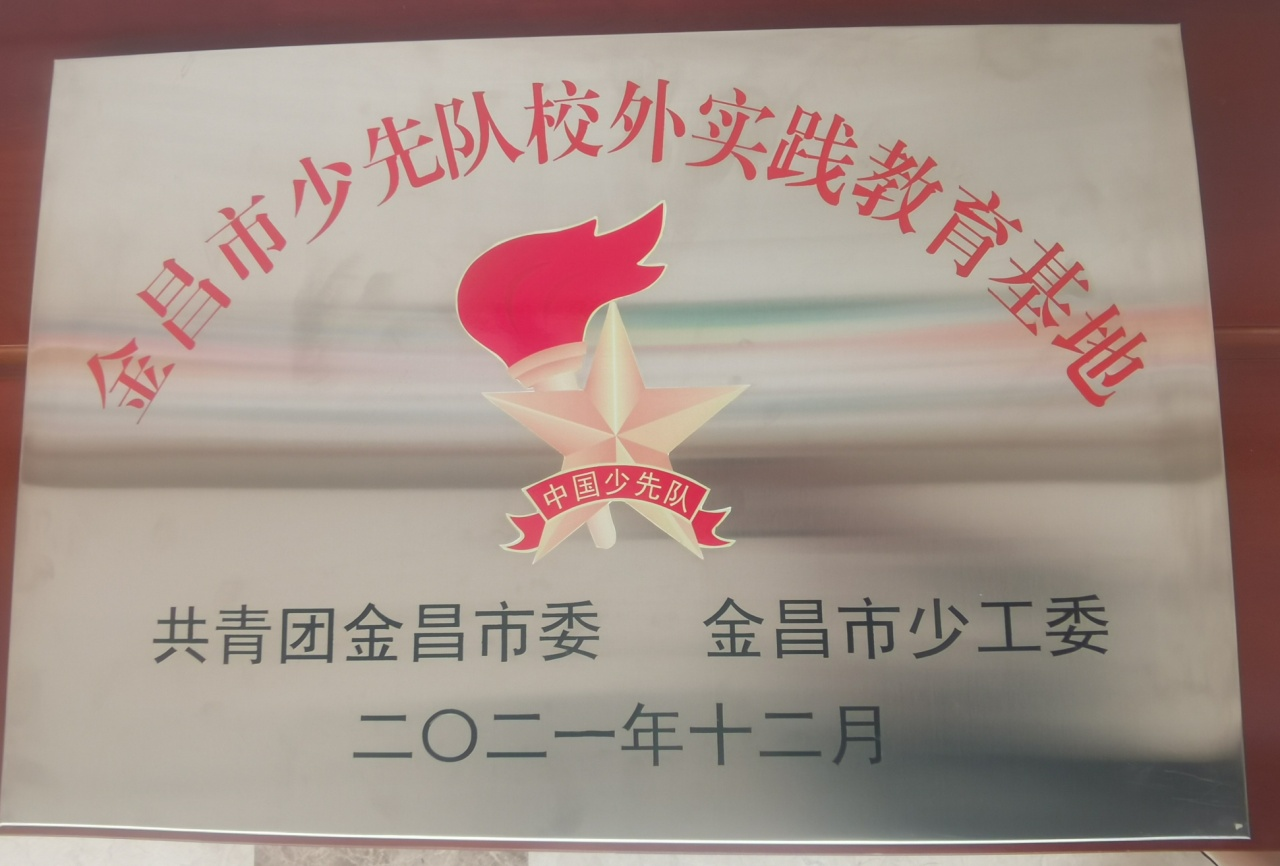 金昌市少先队校外实践教育基地
中国少先队
共青团金昌市委 金昌市少工委
二〇二一年十二月